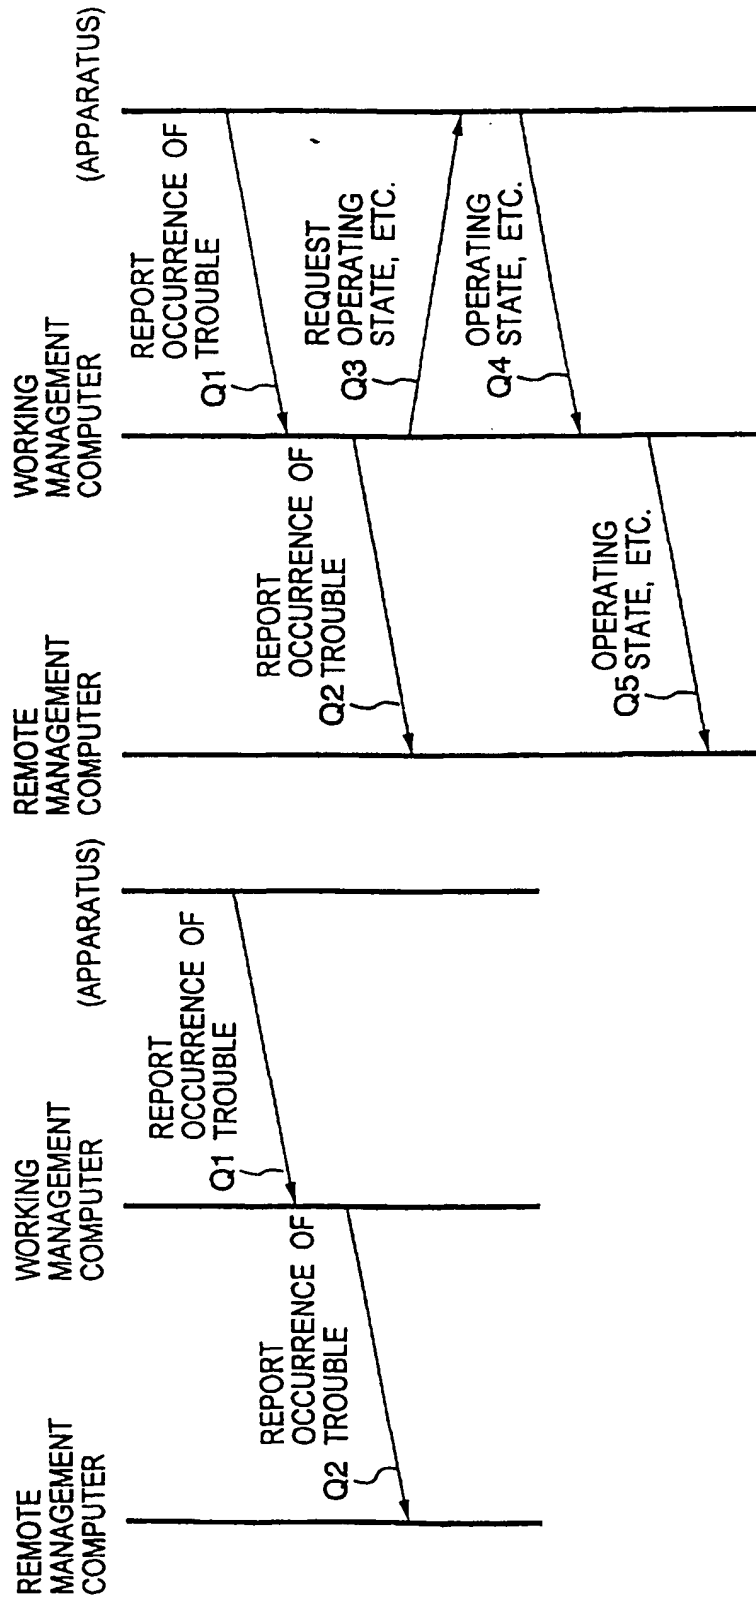 REMOTE
MANAGEMENT
COMPUTER
WORKING
MANAGEMENT
COMPUTER
(APPARATUS)
REPORT
OCCURRENCE OF
TROUBLE
Q1
REPORT
OCCURRENCE OF
TROUBLE
Q2
REMOTE
MANAGEMENT
COMPUTER
WORKING
MANAGEMENT
COMPUTER
(APPARATUS)
REPORT
OCCURRENCE OF
TROUBLE
Q1
REPORT
OCCURRENCE OF
TROUBLE
Q2
REQUEST
OPERATING
STATE, ETC.
Q3
OPERATING
STATE, ETC.
Q4
OPERATING
STATE, ETC.
Q5